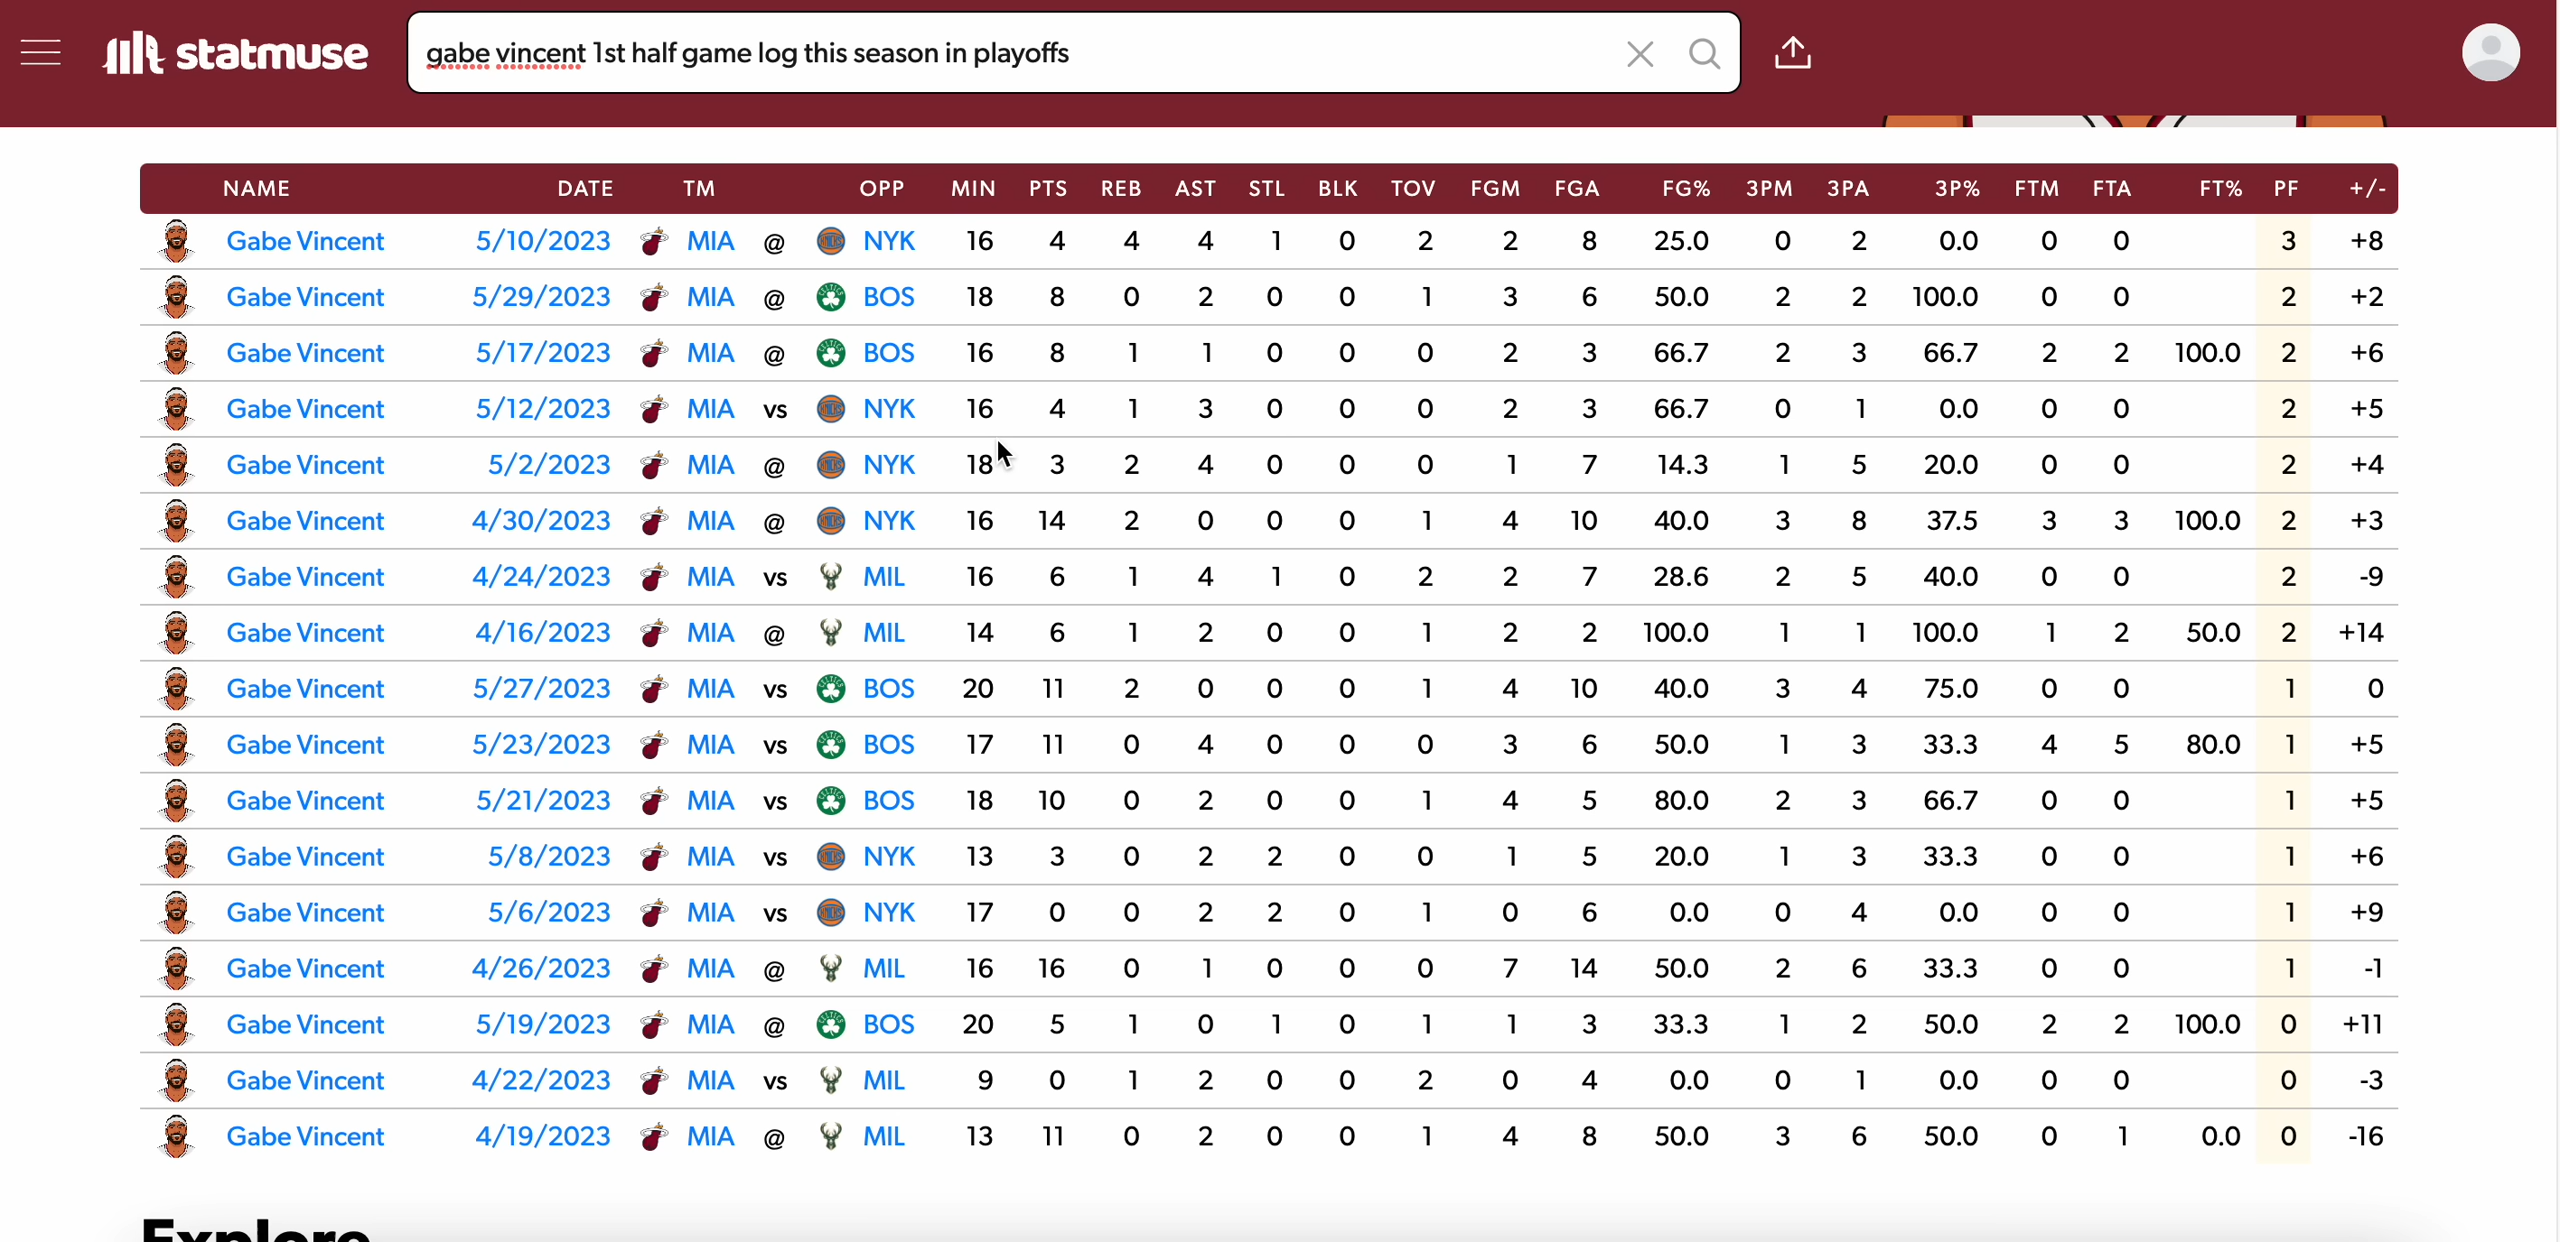 statmuse gabe vincent 1st half game log this season in playoffs
NAME DATE TM OPP MIN PTS REB AST STL BLK TOV FGM FGA FG% 3PM 3PA 3P% FTM FTA FT% PF +/-
Gabe Vincent 5/10/2023 MIA @ NYK 16 4 4 4 1 0 2 2 8 25.0 0 2 0.0 0 0 3 +8
Gabe Vincent 5/29/2023 MIA @ BOS 18 8 0 2 0 0 1 3 6 50.0 2 2 100.0 0 0 2 +2
Gabe Vincent 5/17/2023 MIA @ BOS 16 8 1 1 0 0 0 2 3 66.7 2 3 66.7 2 2 100.0 2 +6
Gabe Vincent 5/12/2023 MIA vs NYK 16 4 1 3 0 0 0 2 3 66.7 0 1 0.0 0 0 2 +5
Gabe Vincent 5/2/2023 MIA @ NYK 18 3 2 4 0 0 0 1 7 14.3 1 5 20.0 0 0 2 +4
Gabe Vincent 4/30/2023 MIA @ NYK 16 14 2 0 0 0 1 4 10 40.0 3 8 37.5 3 3 100.0 2 +3
Gabe Vincent 4/24/2023 MIA vs MIL 16 6 1 4 1 0 2 2 7 28.6 2 5 40.0 0 0 2 -9
Gabe Vincent 4/16/2023 MIA @ MIL 14 6 1 2 0 0 1 2 2 100.0 1 1 100.0 1 2 50.0 2 +14
Gabe Vincent 5/27/2023 MIA vs BOS 20 11 2 0 0 0 1 4 10 40.0 3 4 75.0 0 0 1 0
Gabe Vincent 5/23/2023 MIA vs BOS 17 11 0 4 0 0 0 3 6 50.0 1 3 33.3 4 5 80.0 1 +5
Gabe Vincent 5/21/2023 MIA vs BOS 18 10 0 2 0 0 1 4 5 80.0 2 3 66.7 0 0 1 +5
Gabe Vincent 5/8/2023 MIA vs NYK 13 3 0 2 2 0 0 1 5 20.0 1 3 33.3 0 0 1 +6
Gabe Vincent 5/6/2023 MIA vs NYK 17 0 0 2 2 0 1 0 6 0.0 0 4 0.0 0 0 1 +9
Gabe Vincent 4/26/2023 MIA @ MIL 16 16 0 1 0 0 0 7 14 50.0 2 6 33.3 0 0 1 -1
Gabe Vincent 5/19/2023 MIA @ BOS 20 5 1 0 1 0 1 1 3 33.3 1 2 50.0 2 2 100.0 0 +11
Gabe Vincent 4/22/2023 MIA vs MIL 9 0 1 2 0 0 2 0 4 0.0 0 1 0.0 0 0 0 -3
Gabe Vincent 4/19/2023 MIA @ MIL 13 11 0 2 0 0 1 4 8 50.0 3 6 50.0 0 1 0.0 0 -16
Explore